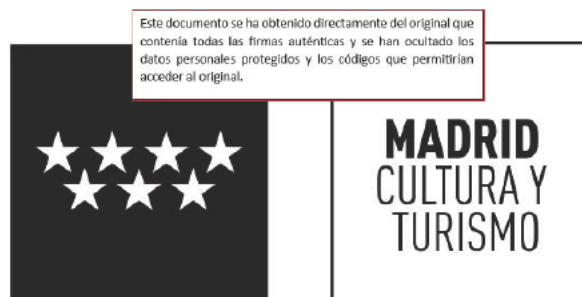 Este documento se ha obtenido directamente del original que
contenía todas las firmas auténticas y se han ocultado los
datos personales protegidos y los códigos que permitirían
acceder al original.
MADRID
CULTURA Y
TURISMO